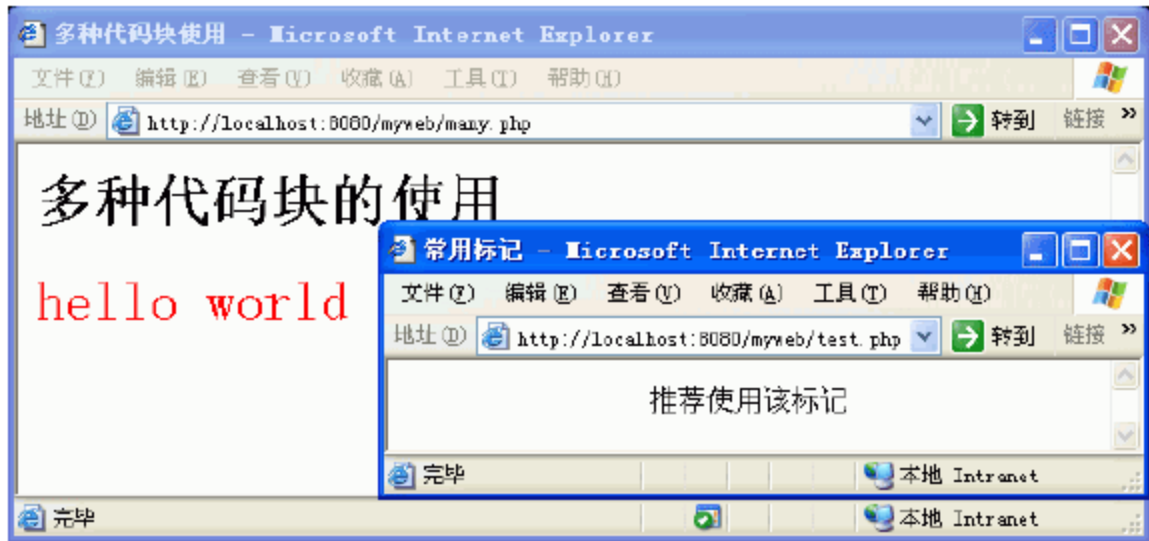 多种代码块使用 - Microsoft Internet Explorer
文件(F) 编辑(E) 查看(V) 收藏(A) 工具(T) 帮助(H)
地址(D) http://localhost:8080/myweb/many.php 转到 链接 »
多种代码块的使用
hello world
常用标记 - Microsoft Internet Explorer
文件(F) 编辑(E) 查看(V) 收藏(A) 工具(T) 帮助(H)
地址(D) http://localhost:8080/myweb/test.php 转到 链接 »
推荐使用该标记
完毕 本地 Intranet
完毕 本地 Intranet